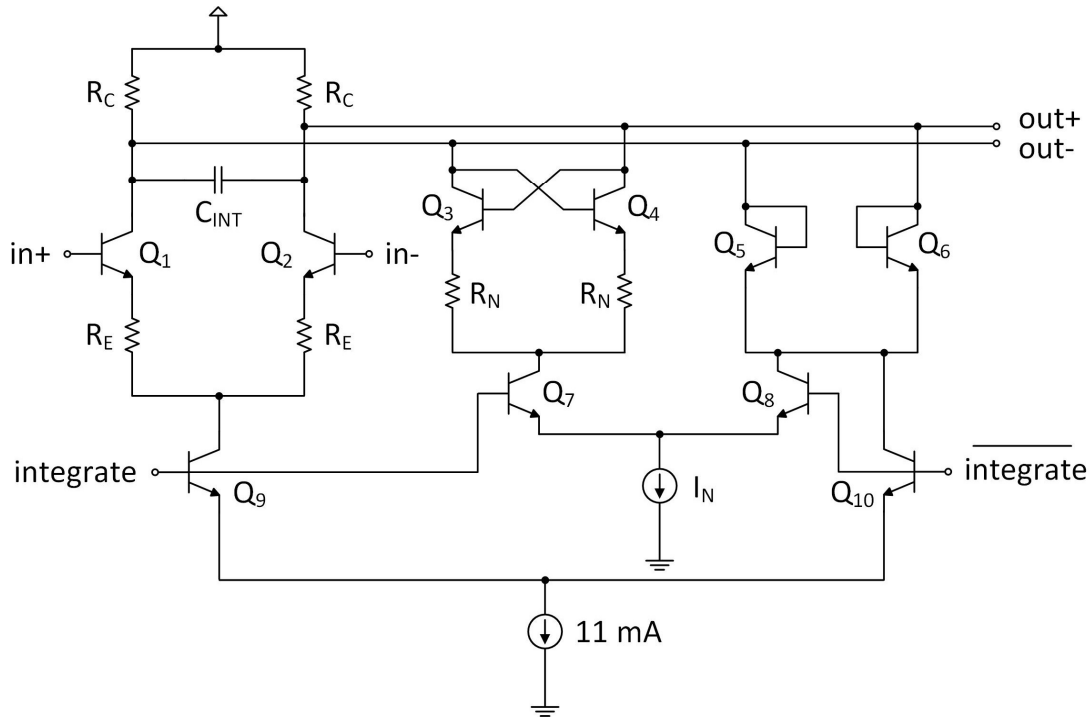 R_C
R_C
out+
out-
C_INT
Q_3
Q_4
in+
Q_1
Q_2
in-
Q_5
Q_6
R_N
R_N
R_E
R_E
Q_7
Q_8
integrate
Q_9
I_N
Q_10
integrate
11 mA